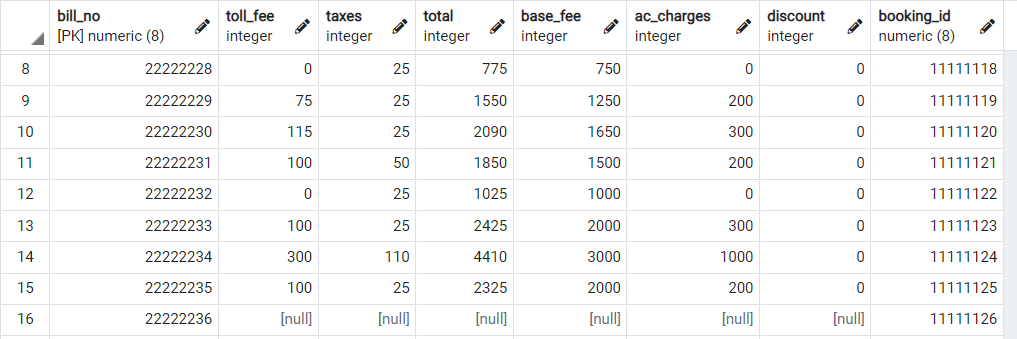 bill_no toll_fee taxes total base_fee ac_charges discount booking_id
[PK] numeric (8) integer integer integer integer integer integer numeric (8)
8 22222228 0 25 775 750 0 0 11111118
9 22222229 75 25 1550 1250 200 0 11111119
10 22222230 115 25 2090 1650 300 0 11111120
11 22222231 100 50 1850 1500 200 0 11111121
12 22222232 0 25 1025 1000 0 0 11111122
13 22222233 100 25 2425 2000 300 0 11111123
14 22222234 300 110 4410 3000 1000 0 11111124
15 22222235 100 25 2325 2000 200 0 11111125
16 22222236 [null] [null] [null] [null] [null] [null] 11111126